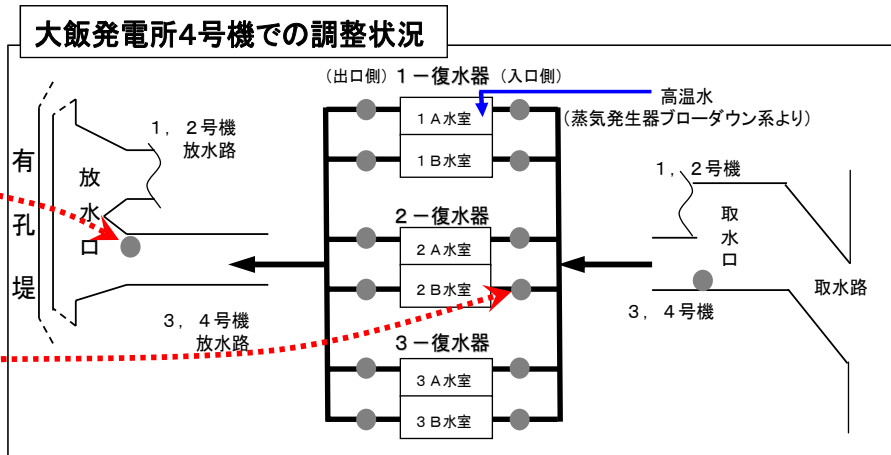 大飯発電所4号機での調整状況
(出口側)
1-復水器
(入口側)
高温水
(蒸気発生器ブローダウン系より)
1A水室
1B水室
2-復水器
2A水室
2B水室
3-復水器
3A水室
3B水室
1,2号機
放水路
有孔堤
放水口
3,4号機
放水路
1,2号機
取水口
3,4号機
取水路